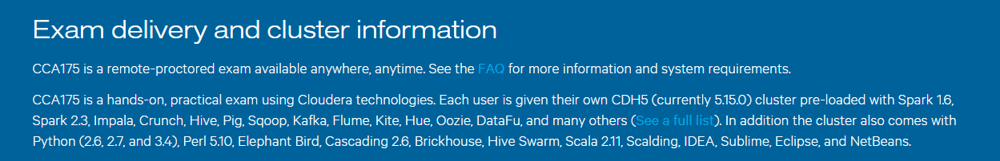 Exam delivery and cluster information
CCA175 is a remote-proctored exam available anywhere, anytime. See the FAQ for more information and system requirements.
CCA175 is a hands-on, practical exam using Cloudera technologies. Each user is given their own CDH5 (currently 5.15.0) cluster pre-loaded with Spark 1.6,
Spark 2.3, Impala, Crunch, Hive, Pig, Sqoop, Kafka, Flume, Kite, Hue, Oozie, DataFu, and many others (See a full list). In addition the cluster also comes with
Python (2.6, 2.7, and 3.4), Perl 5.10, Elephant Bird, Cascading 2.6, Brickhouse, Hive Swarm, Scala 2.11, Scalding, IDEA, Sublime, Eclipse, and NetBeans.